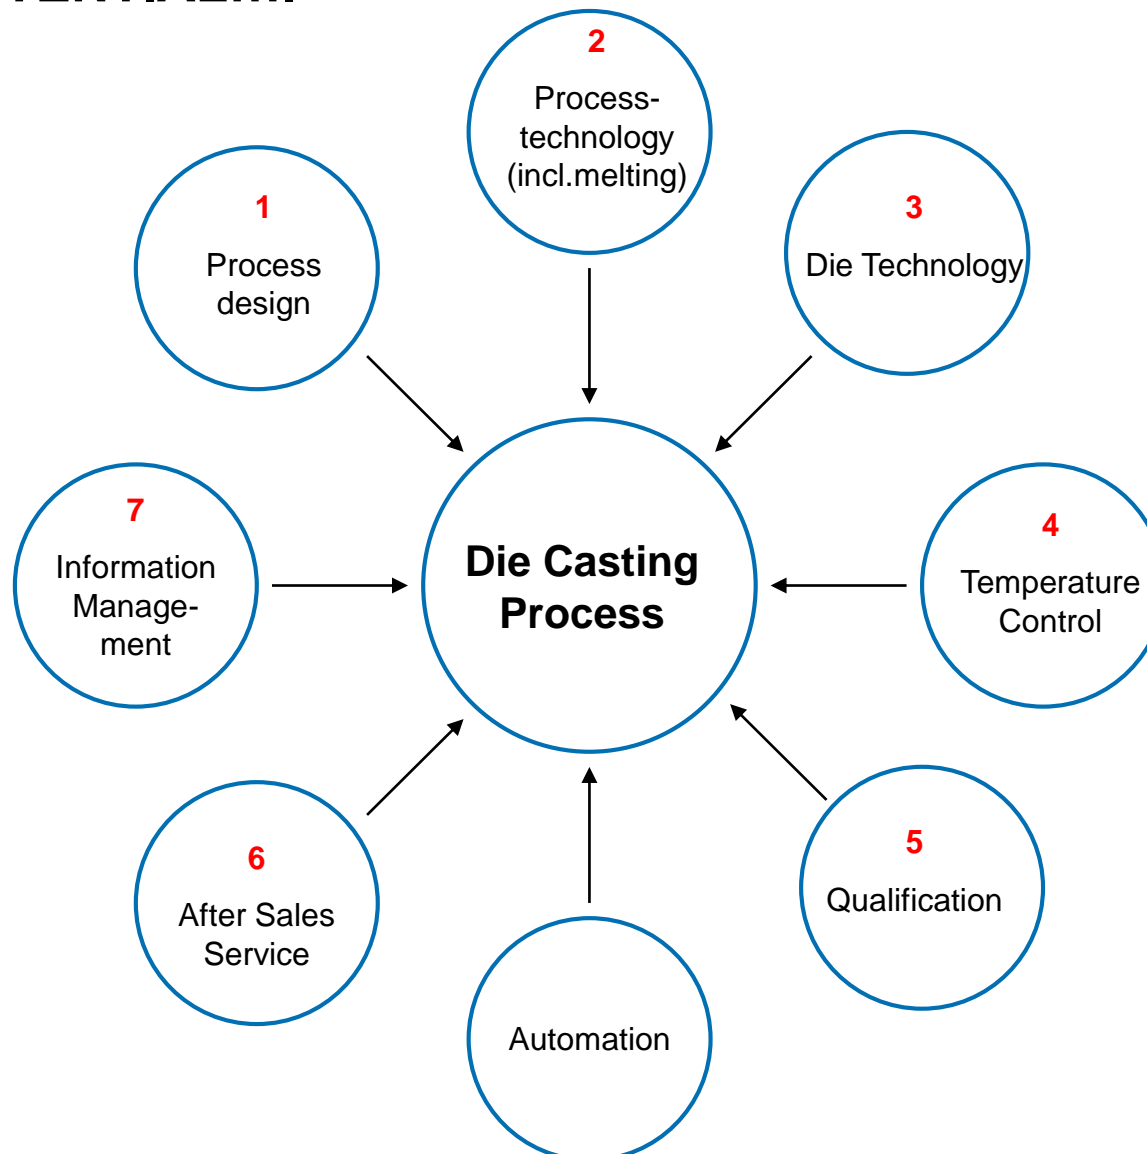 2
Process-
technology
(incl.melting)
1
Process
design
3
Die Technology
7
Information
Manage-
ment
Die Casting
Process
4
Temperature
Control
6
After Sales
Service
5
Qualification
Automation